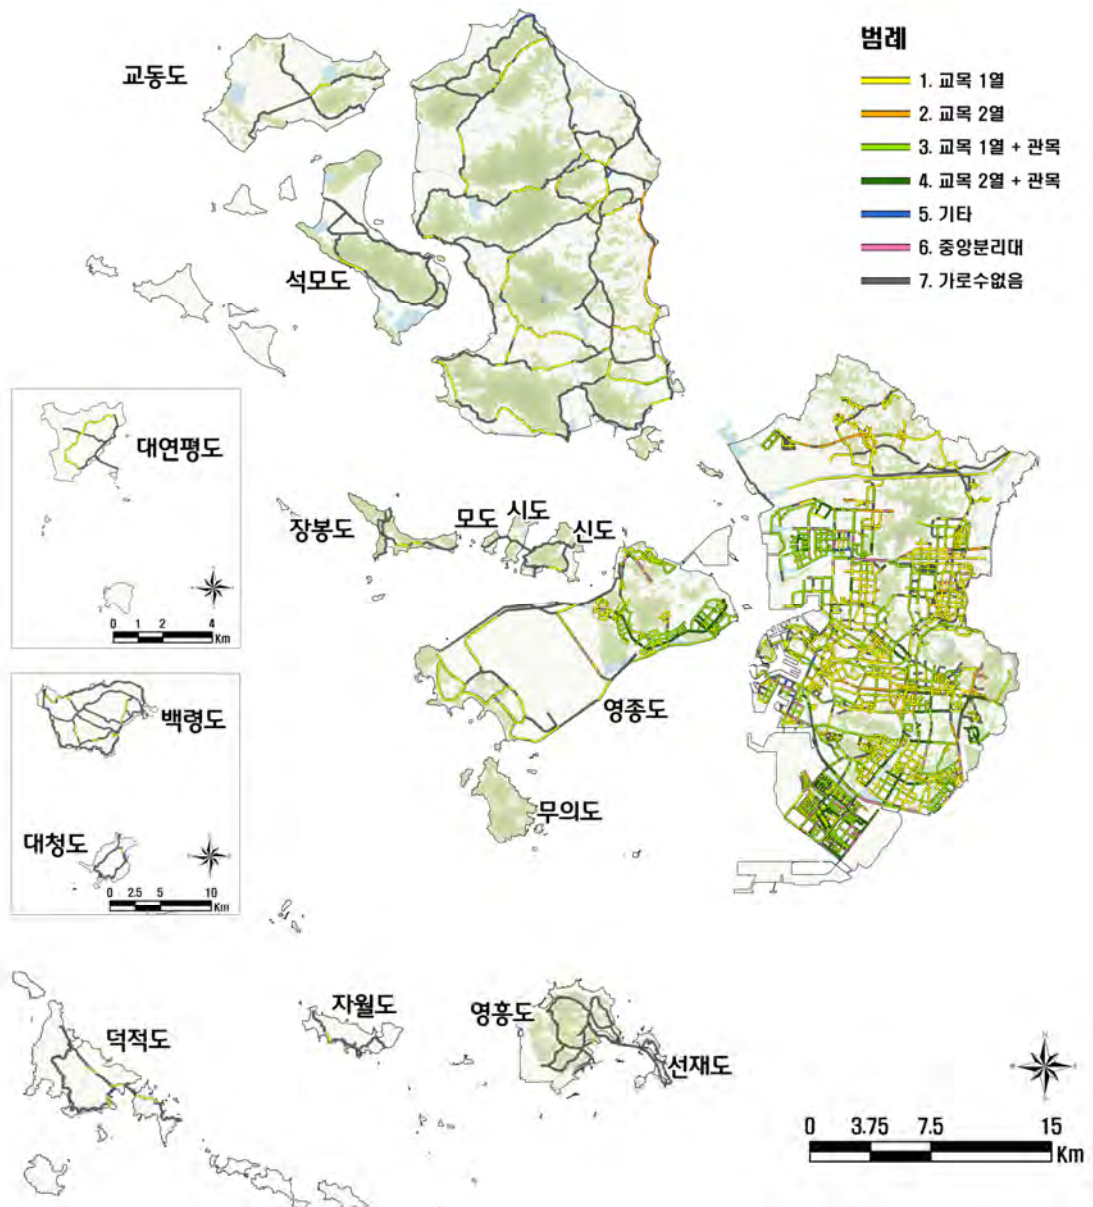 범례
1. 교목 1열
2. 교목 2열
3. 교목 1열 + 관목
4. 교목 2열 + 관목
5. 기타
6. 중앙분리대
7. 가로수없음
교동도
석모도
대연평도
0 1 2 4
Km
장봉도
모도
시도
신도
영종도
백령도
대청도
0 2.5 5 10
Km
무의도
덕적도
자월도
영흥도
선재도
0 3.75 7.5 15
Km